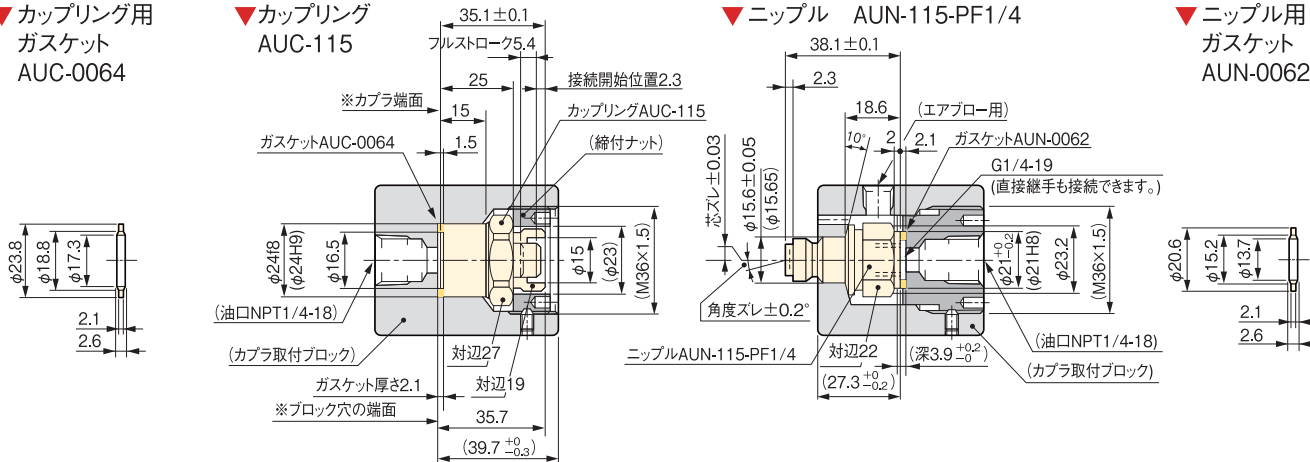 ▼カップリング用
ガスケット
AUC-0064
φ23.8
φ18.8
φ17.3
2.1
2.6
▼カップリング
AUC-115
35.1±0.1
フルストローク5.4
25
接続開始位置2.3
※カプラ端面
15
カップリングAUC-115
ガスケットAUC-0064
1.5
(締付ナット)
φ24f8
(φ24H9)
φ16.5
φ15
(φ23)
(M36×1.5)
(油口NPT1/4-18)
(カプラ取付ブロック)
対辺27
ガスケット厚さ2.1
対辺19
※ブロック穴の端面
35.7
(39.7 +0 -0.3)
▼ニップル AUN-115-PF1/4
38.1±0.1
2.3
18.6
(エアブロー用)
10°
2
2.1
ガスケットAUN-0062
G1/4-19
(直接継手も接続できます。)
芯ズレ±0.03
φ15.6±0.05
(φ15.65)
φ21 +0 -0.2
(φ21H8)
φ23.2
(M36×1.5)
角度ズレ±0.2°
ニップルAUN-115-PF1/4
対辺22
(深3.9 +0.2 -0)
(油口NPT1/4-18)
(27.3 +0 -0.2)
(カプラ取付ブロック)
▼ニップル用
ガスケット
AUN-0062
φ20.6
φ15.2
φ13.7
2.1
2.6